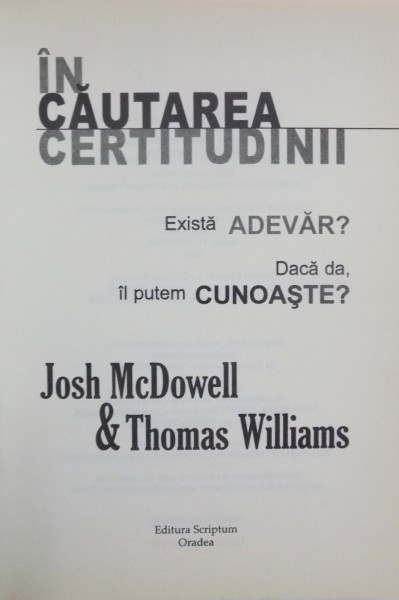 ÎN
CĂUTAREA
CERTITUDINII
Există ADEVĂR?
Dacă da,
îl putem CUNOAŞTE?
Josh McDowell
& Thomas Williams
Editura Scriptum
Oradea